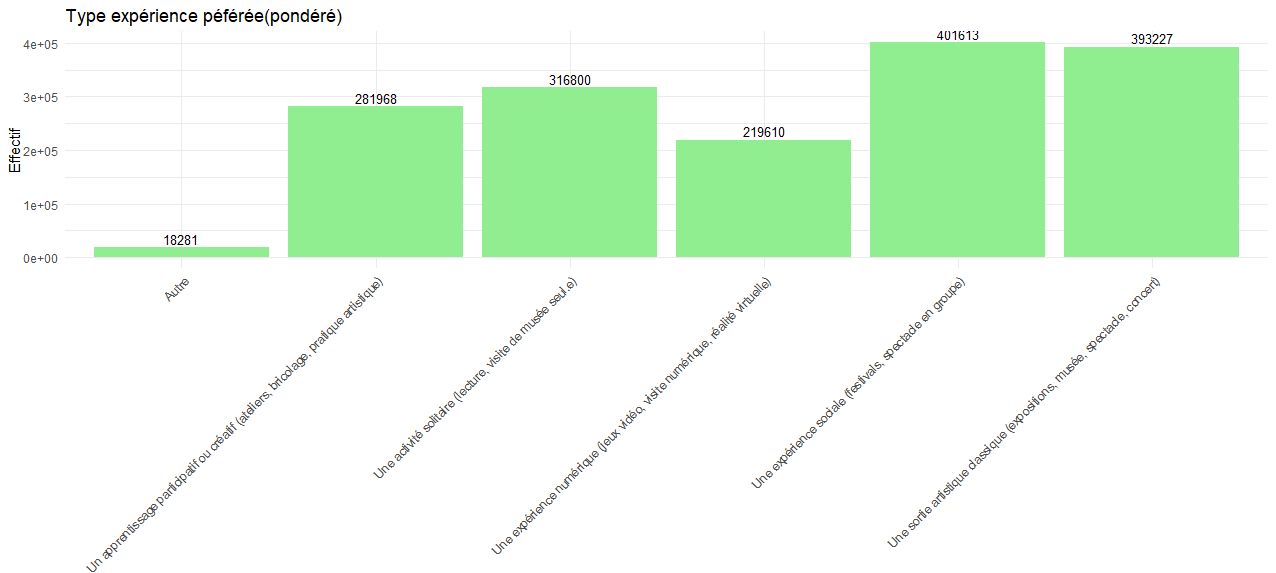 Type expérience péférée(pondéré)
Effectif
4e+05
3e+05
2e+05
1e+05
0e+00
18281
281968
316800
219610
401613
393227
Autre
Un apprentissage participatif ou créatif (ateliers, bricolage, pratique artistique)
Une activité solitaire (lecture, visite de musée seul.e)
Une expérience numérique (jeux vidéo, visite numérique, réalité virtuelle)
Une expérience sociale (festivals, spectacle en groupe)
Une sortie artistique classique (expositions, musée, spectacle, concert)